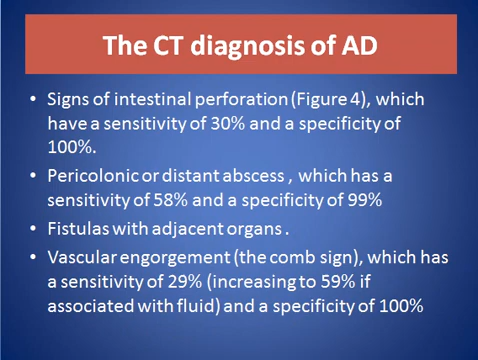 The CT diagnosis of AD
• Signs of intestinal perforation (Figure 4), which
have a sensitivity of 30% and a specificity of
100%.
• Pericolonic or distant abscess , which has a
sensitivity of 58% and a specificity of 99%
• Fistulas with adjacent organs .
• Vascular engorgement (the comb sign), which has
a sensitivity of 29% (increasing to 59% if
associated with fluid) and a specificity of 100%